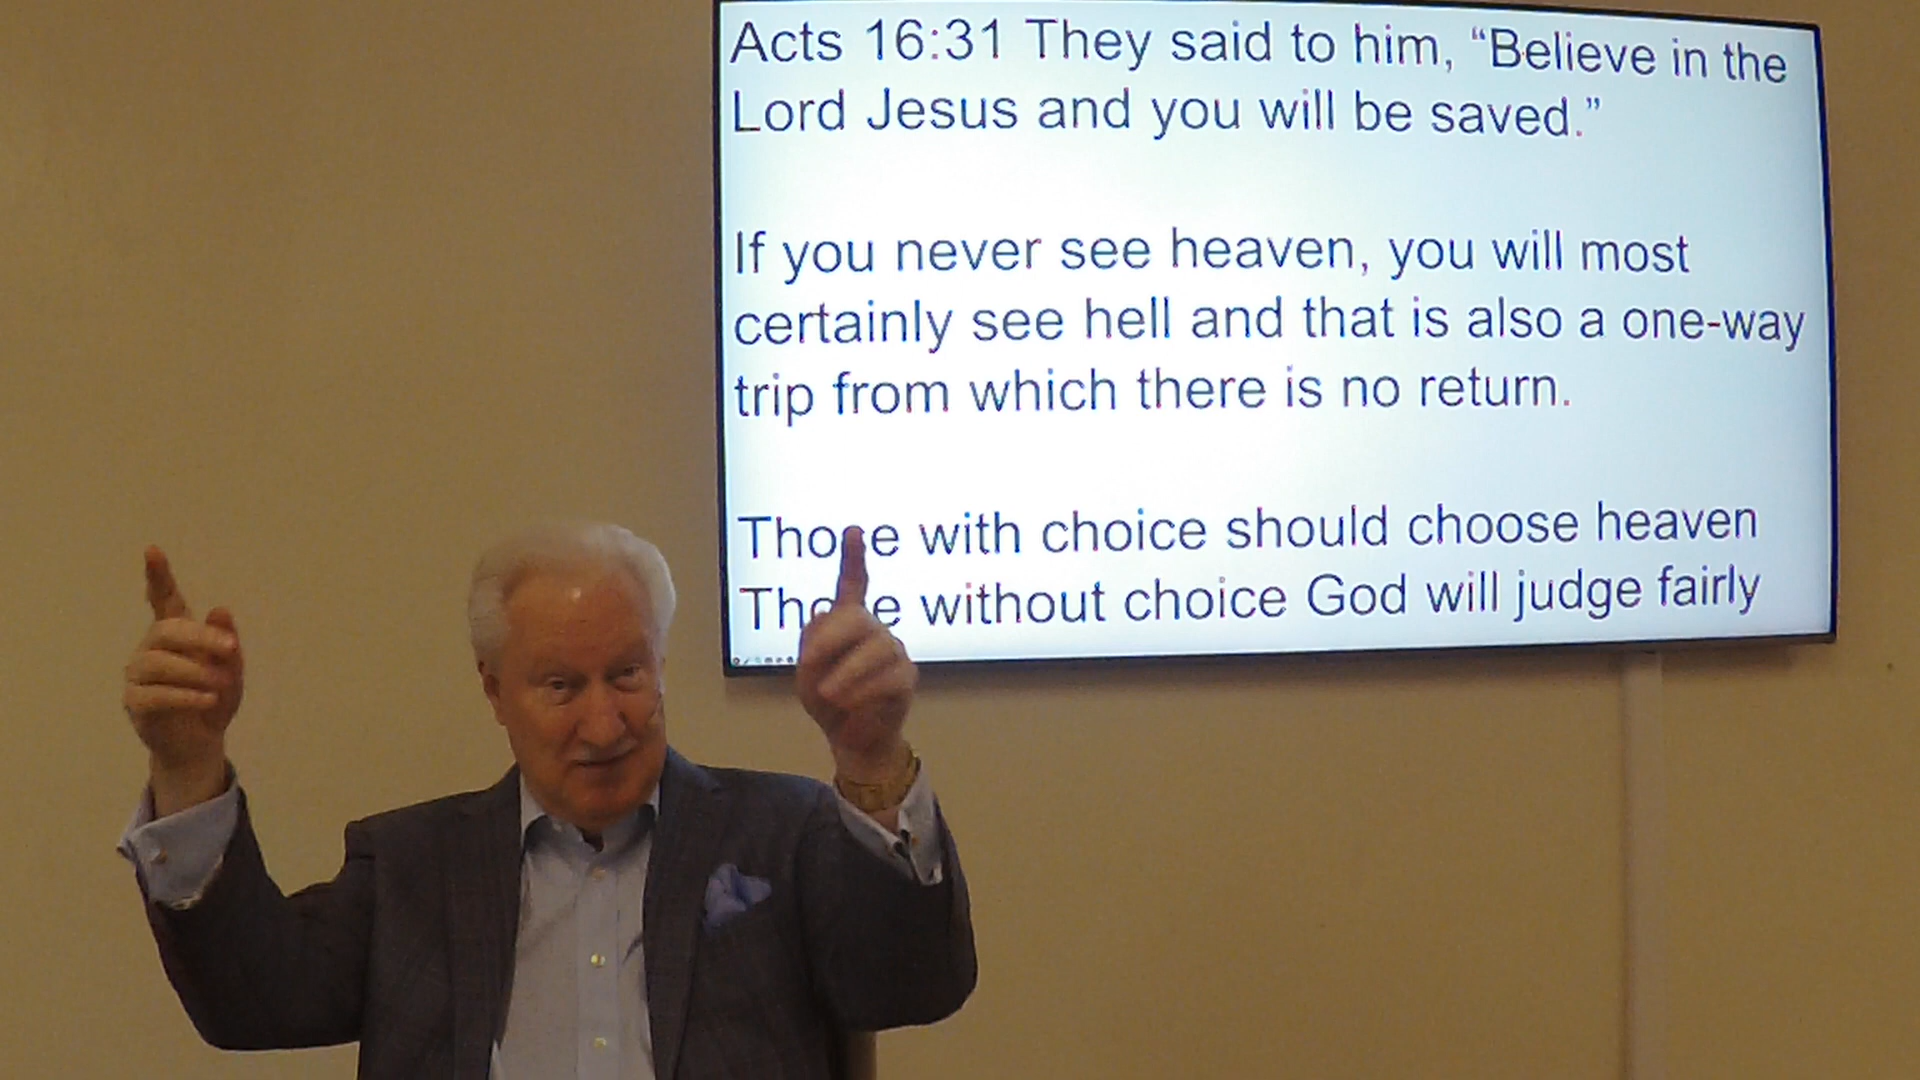 Acts 16:31 They said to him, “Believe in the
Lord Jesus and you will be saved.”
If you never see heaven, you will most
certainly see hell and that is also a one-way
trip from which there is no return.
Those with choice should choose heaven
Those without choice God will judge fairly